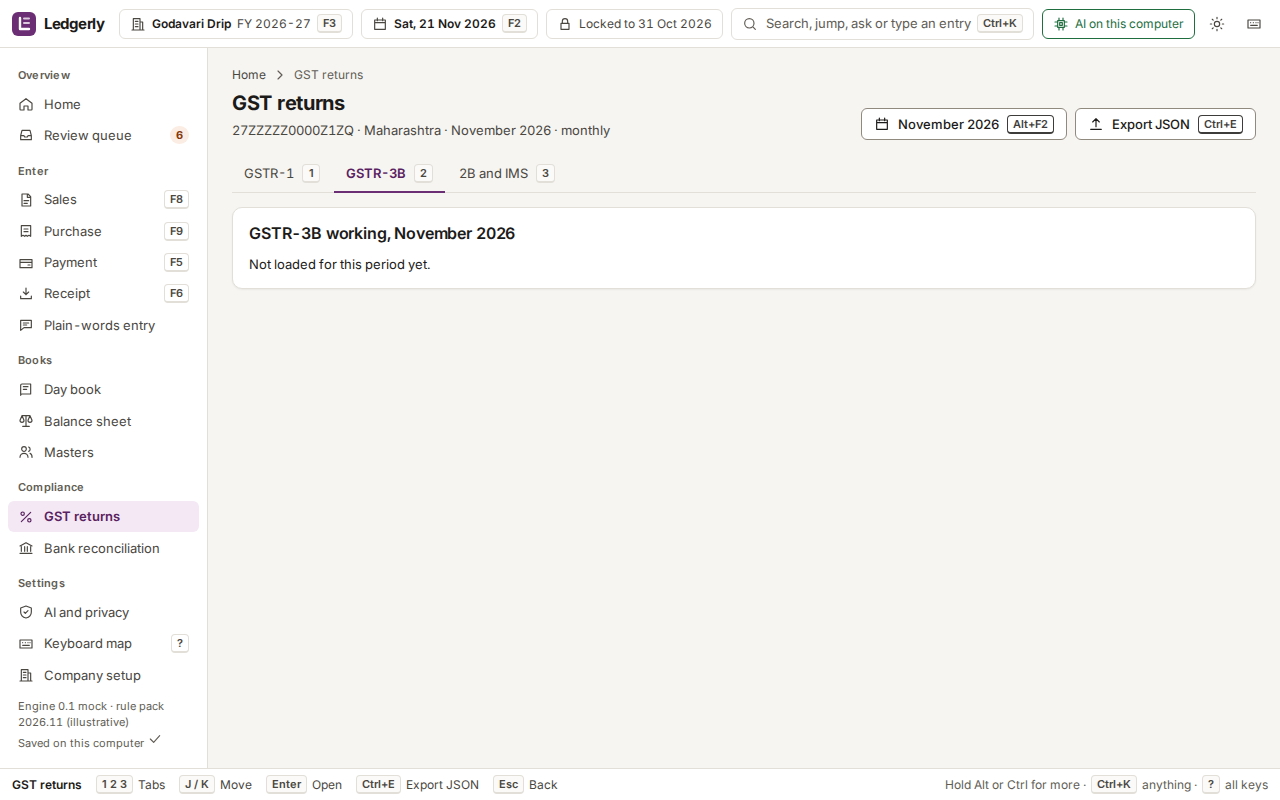 Ledgerly
Godavari Drip FY 2026-27 F3
Sat, 21 Nov 2026 F2
Locked to 31 Oct 2026
Search, jump, ask or type an entry Ctrl+K
AI on this computer
Overview
Home
Review queue 6
Enter
Sales F8
Purchase F9
Payment F5
Receipt F6
Plain-words entry
Books
Day book
Balance sheet
Masters
Compliance
GST returns
Bank reconciliation
Settings
AI and privacy
Keyboard map ?
Company setup
Engine 0.1 mock · rule pack
2026.11 (illustrative)
Saved on this computer
Home GST returns
GST returns
27ZZZZZ0000Z1ZQ · Maharashtra · November 2026 · monthly
November 2026 Alt+F2
Export JSON Ctrl+E
GSTR-1 1 GSTR-3B 2 2B and IMS 3
GSTR-3B working, November 2026
Not loaded for this period yet.
GST returns 1 2 3 Tabs J / K Move Enter Open Ctrl+E Export JSON Esc Back
Hold Alt or Ctrl for more · Ctrl+K anything · ? all keys